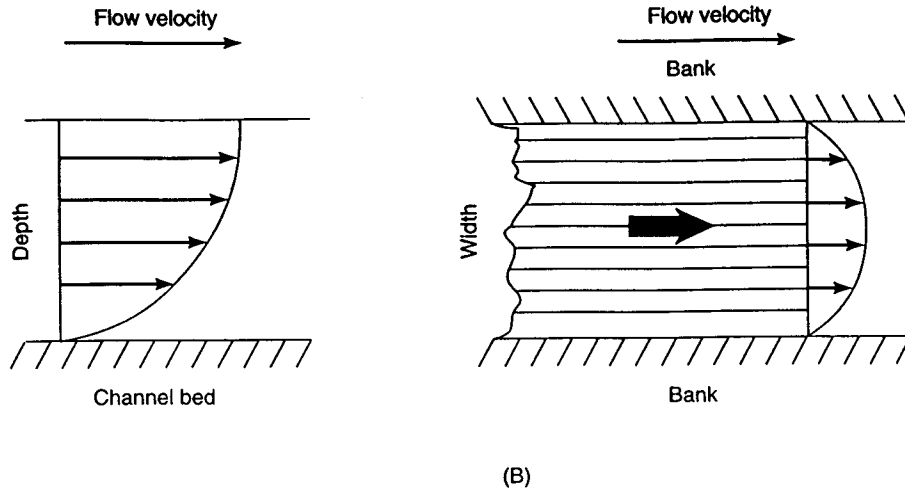 Flow velocity
Depth
Channel bed
Flow velocity
Bank
Width
Bank
(B)